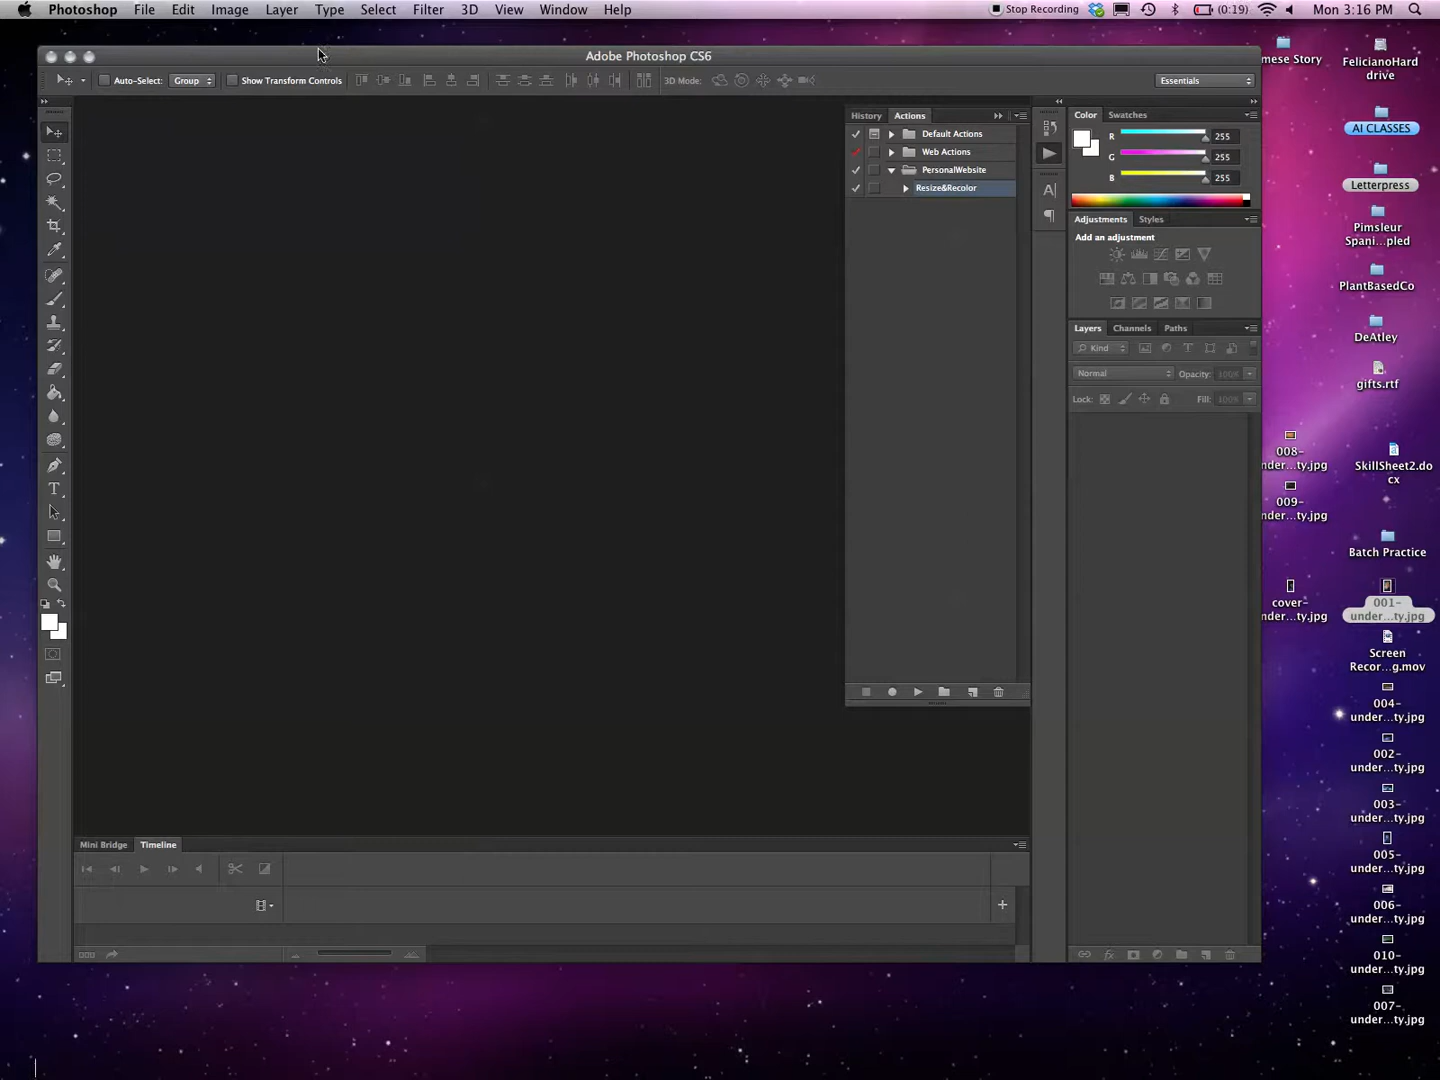 Photoshop File Edit Image Layer Type Select Filter 3D View Window Help Stop Recording (0:19) Mon 3:16 PM
Adobe Photoshop CS6
Auto-Select: Group Show Transform Controls 3D Mode: Essentials
History Actions
Default Actions
Web Actions
PersonalWebsite
Resize&Recolor
Color Swatches
R 255
G 255
B 255
Adjustments Styles
Add an adjustment
Layers Channels Paths
Kind
Normal Opacity: 100%
Lock: Fill: 100%
Mini Bridge Timeline
mese Story
FelicianoHard
drive
AI CLASSES
Letterpress
Pimsleur
Spani...pled
PlantBasedCo
DeAtley
gifts.rtf
008-
nder...ty.jpg
SkillSheet2.do
cx
009-
nder...ty.jpg
Batch Practice
cover-
under...ty.jpg
001-
under...ty.jpg
Screen
Recor...g.mov
004-
under...ty.jpg
002-
under...ty.jpg
003-
under...ty.jpg
005-
under...ty.jpg
006-
under...ty.jpg
010-
under...ty.jpg
007-
under...ty.jpg